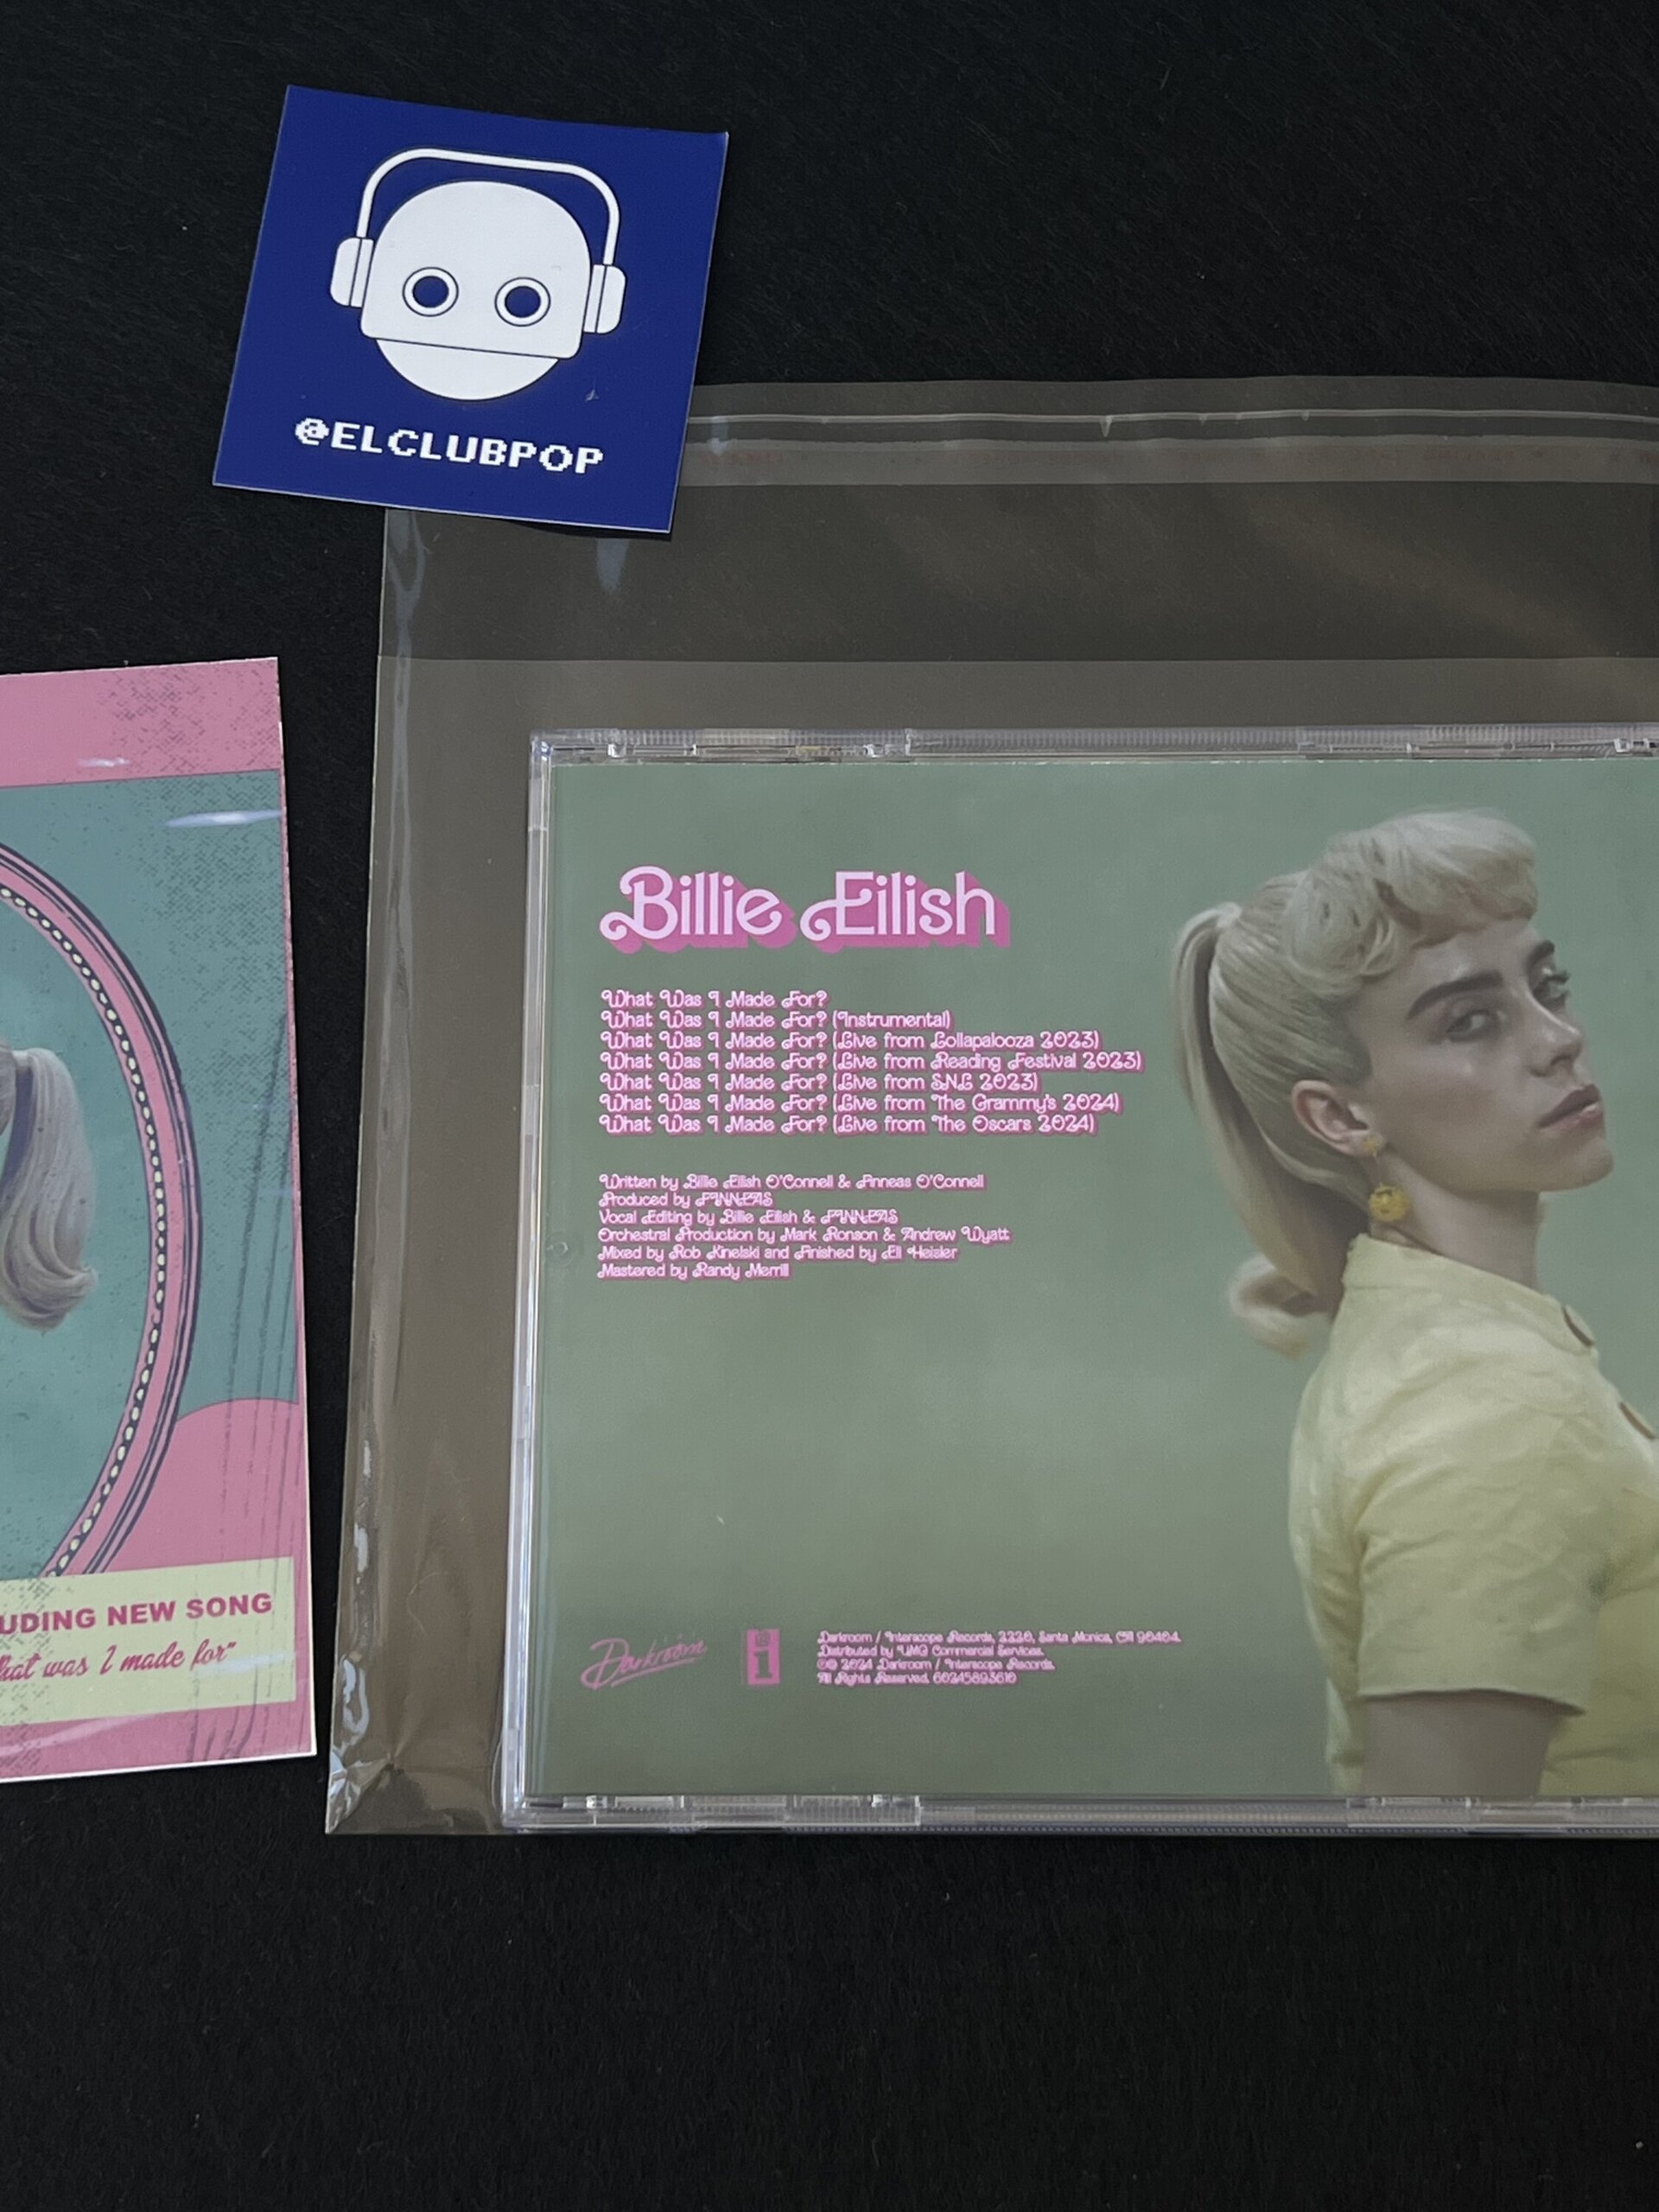 @ELCLUBPOP
UDING NEW SONG
hat was I made for"
Billie Eilish
What Was I Made For?
What Was I Made For? (Instrumental)
What Was I Made For? (Live from Lollapalooza 2023)
What Was I Made For? (Live from Reading Festival 2023)
What Was I Made For? (Live from SNL 2023)
What Was I Made For? (Live from The Grammy's 2024)
What Was I Made For? (Live from The Oscars 2024)
Written by Billie Eilish O'Connell & Finneas O'Connell
Produced by FINNEAS
Vocal Editing by Billie Eilish & FINNEAS
Orchestral Production by Mark Ronson & Andrew Wyatt
Mixed by Rob Kinelski and Finished by Eli Heisler
Mastered by Randy Merrill
Darkroom
i
Darkroom / Interscope Records, 2220, Santa Monica, CA 90404.
Distributed by UMG Commercial Services.
©℗ 2024 Darkroom / Interscope Records.
All Rights Reserved. 60245893616